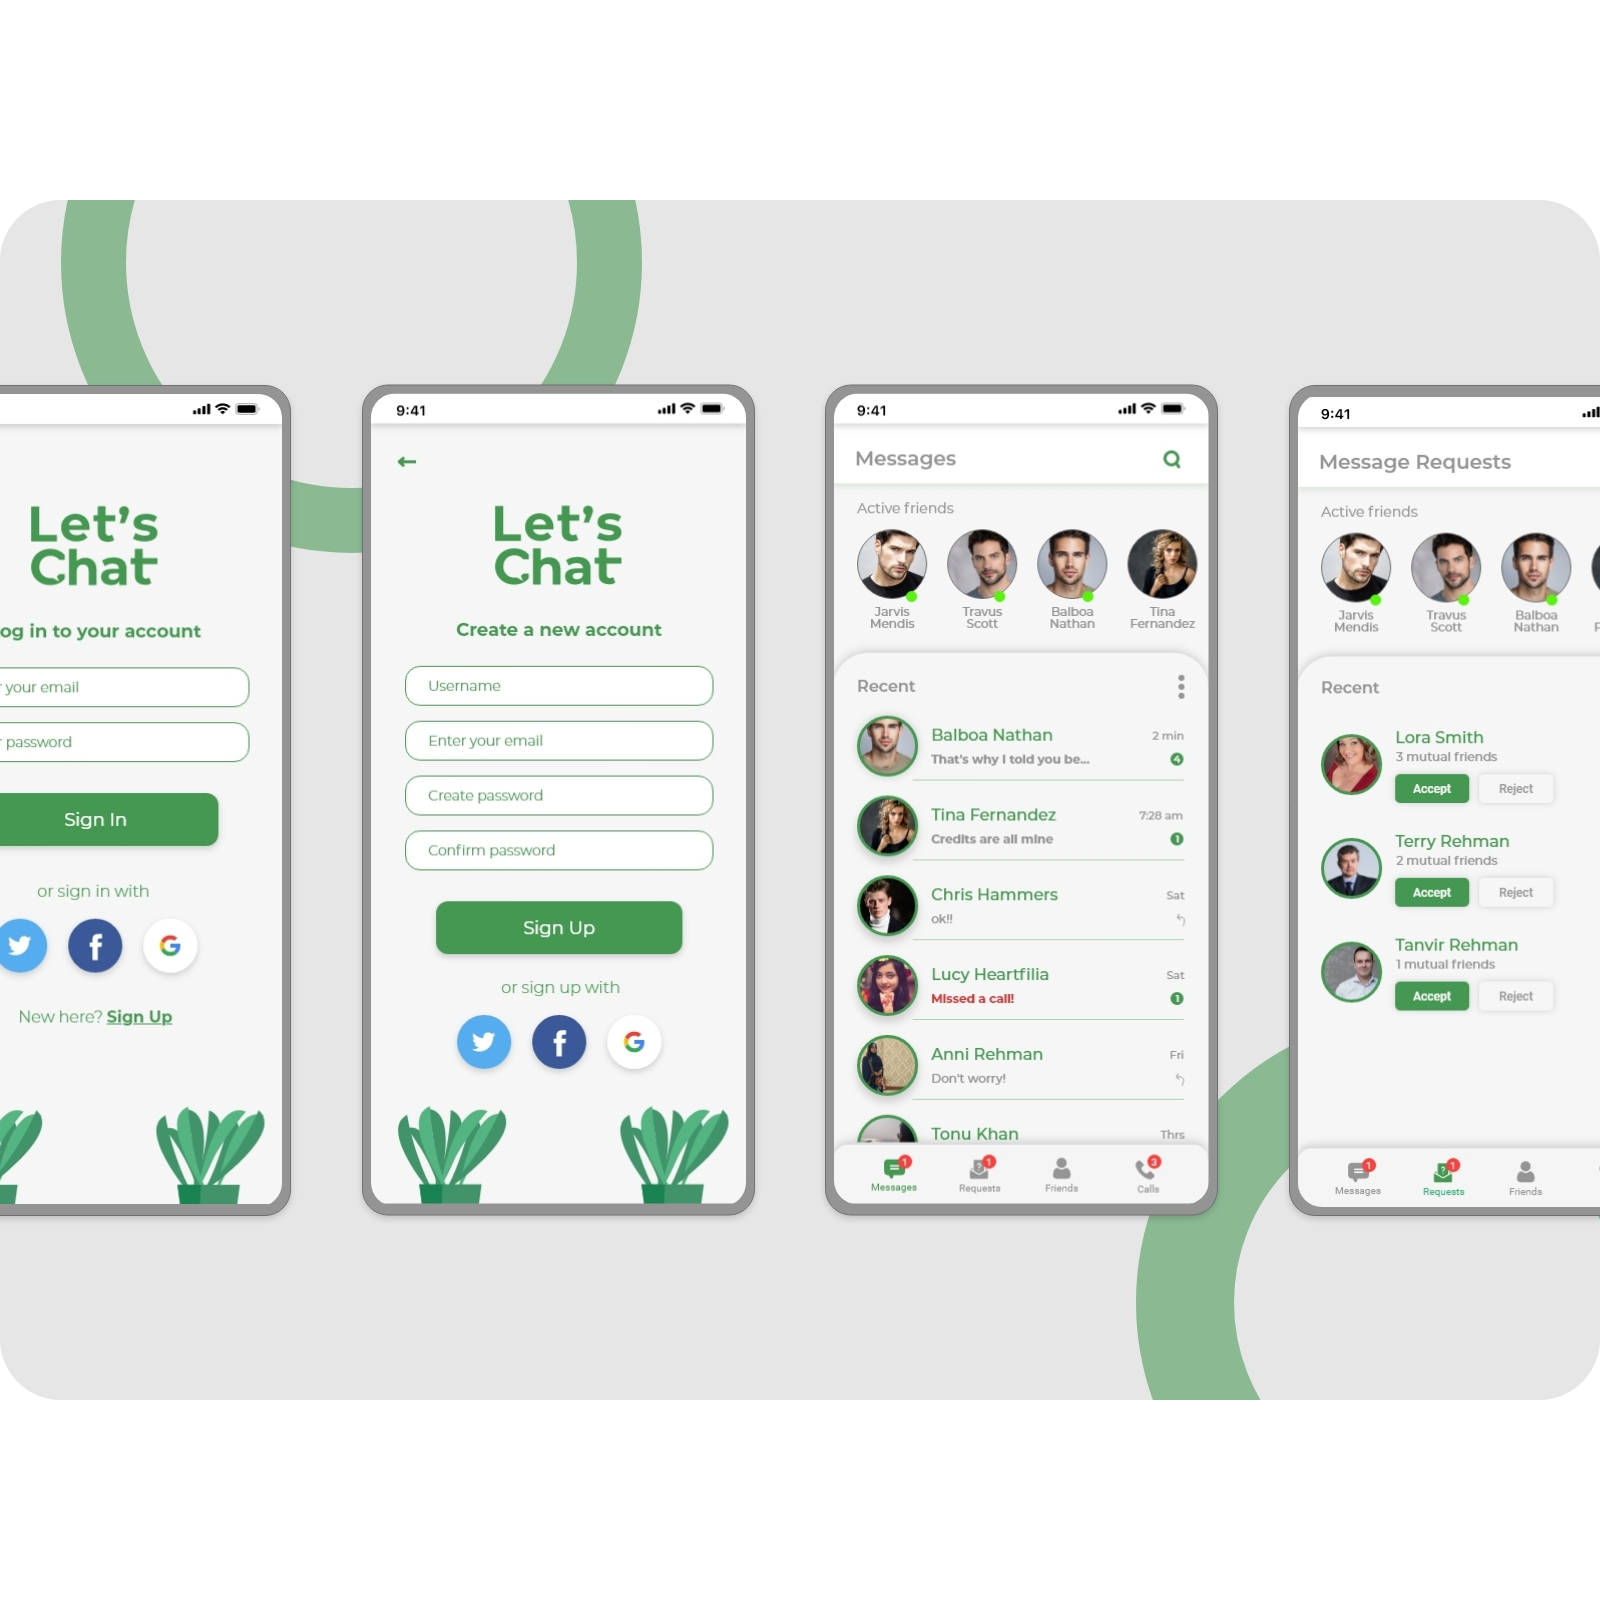 Let's
Chat
og in to your account
your email
password
Sign In
or sign in with
f
G
New here? Sign Up
9:41
Let's
Chat
Create a new account
Username
Enter your email
Create password
Confirm password
Sign Up
or sign up with
f
G
9:41
Messages
Active friends
Jarvis
Mendis
Travus
Scott
Balboa
Nathan
Tina
Fernandez
Recent
Balboa Nathan
2 min
That's why I told you be...
4
Tina Fernandez
7:28 am
Credits are all mine
1
Chris Hammers
Sat
ok!!
Lucy Heartfilia
Sat
Missed a call!
1
Anni Rehman
Fri
Don't worry!
Tonu Khan
Thrs
1
Messages
?
1
Requests
Friends
3
Calls
9:41
Message Requests
Active friends
Jarvis
Mendis
Travus
Scott
Balboa
Nathan
F
Recent
Lora Smith
3 mutual friends
Accept
Reject
Terry Rehman
2 mutual friends
Accept
Reject
Tanvir Rehman
1 mutual friends
Accept
Reject
1
Messages
?
1
Requests
Friends